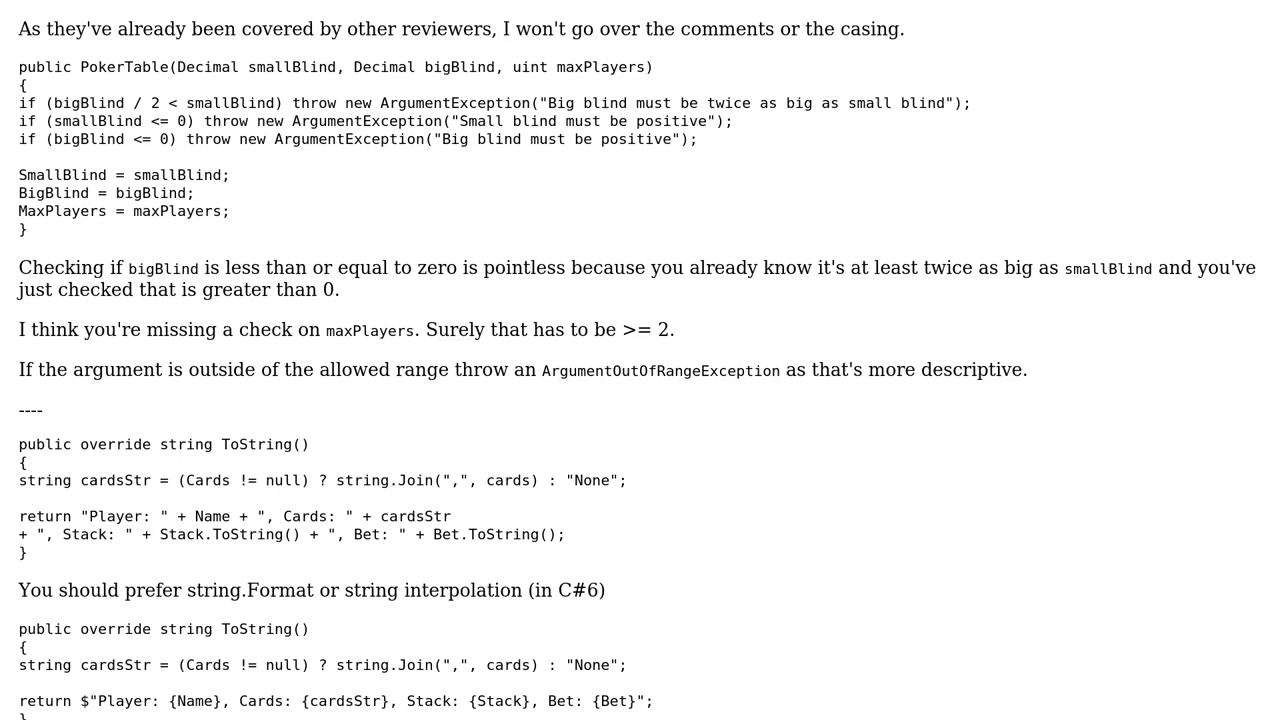 As they've already been covered by other reviewers, I won't go over the comments or the casing.
public PokerTable(Decimal smallBlind, Decimal bigBlind, uint maxPlayers)
{
if (bigBlind / 2 < smallBlind) throw new ArgumentException("Big blind must be twice as big as small blind");
if (smallBlind <= 0) throw new ArgumentException("Small blind must be positive");
if (bigBlind <= 0) throw new ArgumentException("Big blind must be positive");
SmallBlind = smallBlind;
BigBlind = bigBlind;
MaxPlayers = maxPlayers;
}
Checking if bigBlind is less than or equal to zero is pointless because you already know it's at least twice as big as smallBlind and you've
just checked that is greater than 0.
I think you're missing a check on maxPlayers. Surely that has to be >= 2.
If the argument is outside of the allowed range throw an ArgumentOutOfRangeException as that's more descriptive.
----
public override string ToString()
{
string cardsStr = (Cards != null) ? string.Join(",", cards) : "None";
return "Player: " + Name + ", Cards: " + cardsStr
+ ", Stack: " + Stack.ToString() + ", Bet: " + Bet.ToString();
}
You should prefer string.Format or string interpolation (in C#6)
public override string ToString()
{
string cardsStr = (Cards != null) ? string.Join(",", cards) : "None";
return $"Player: {Name}, Cards: {cardsStr}, Stack: {Stack}, Bet: {Bet}";
}